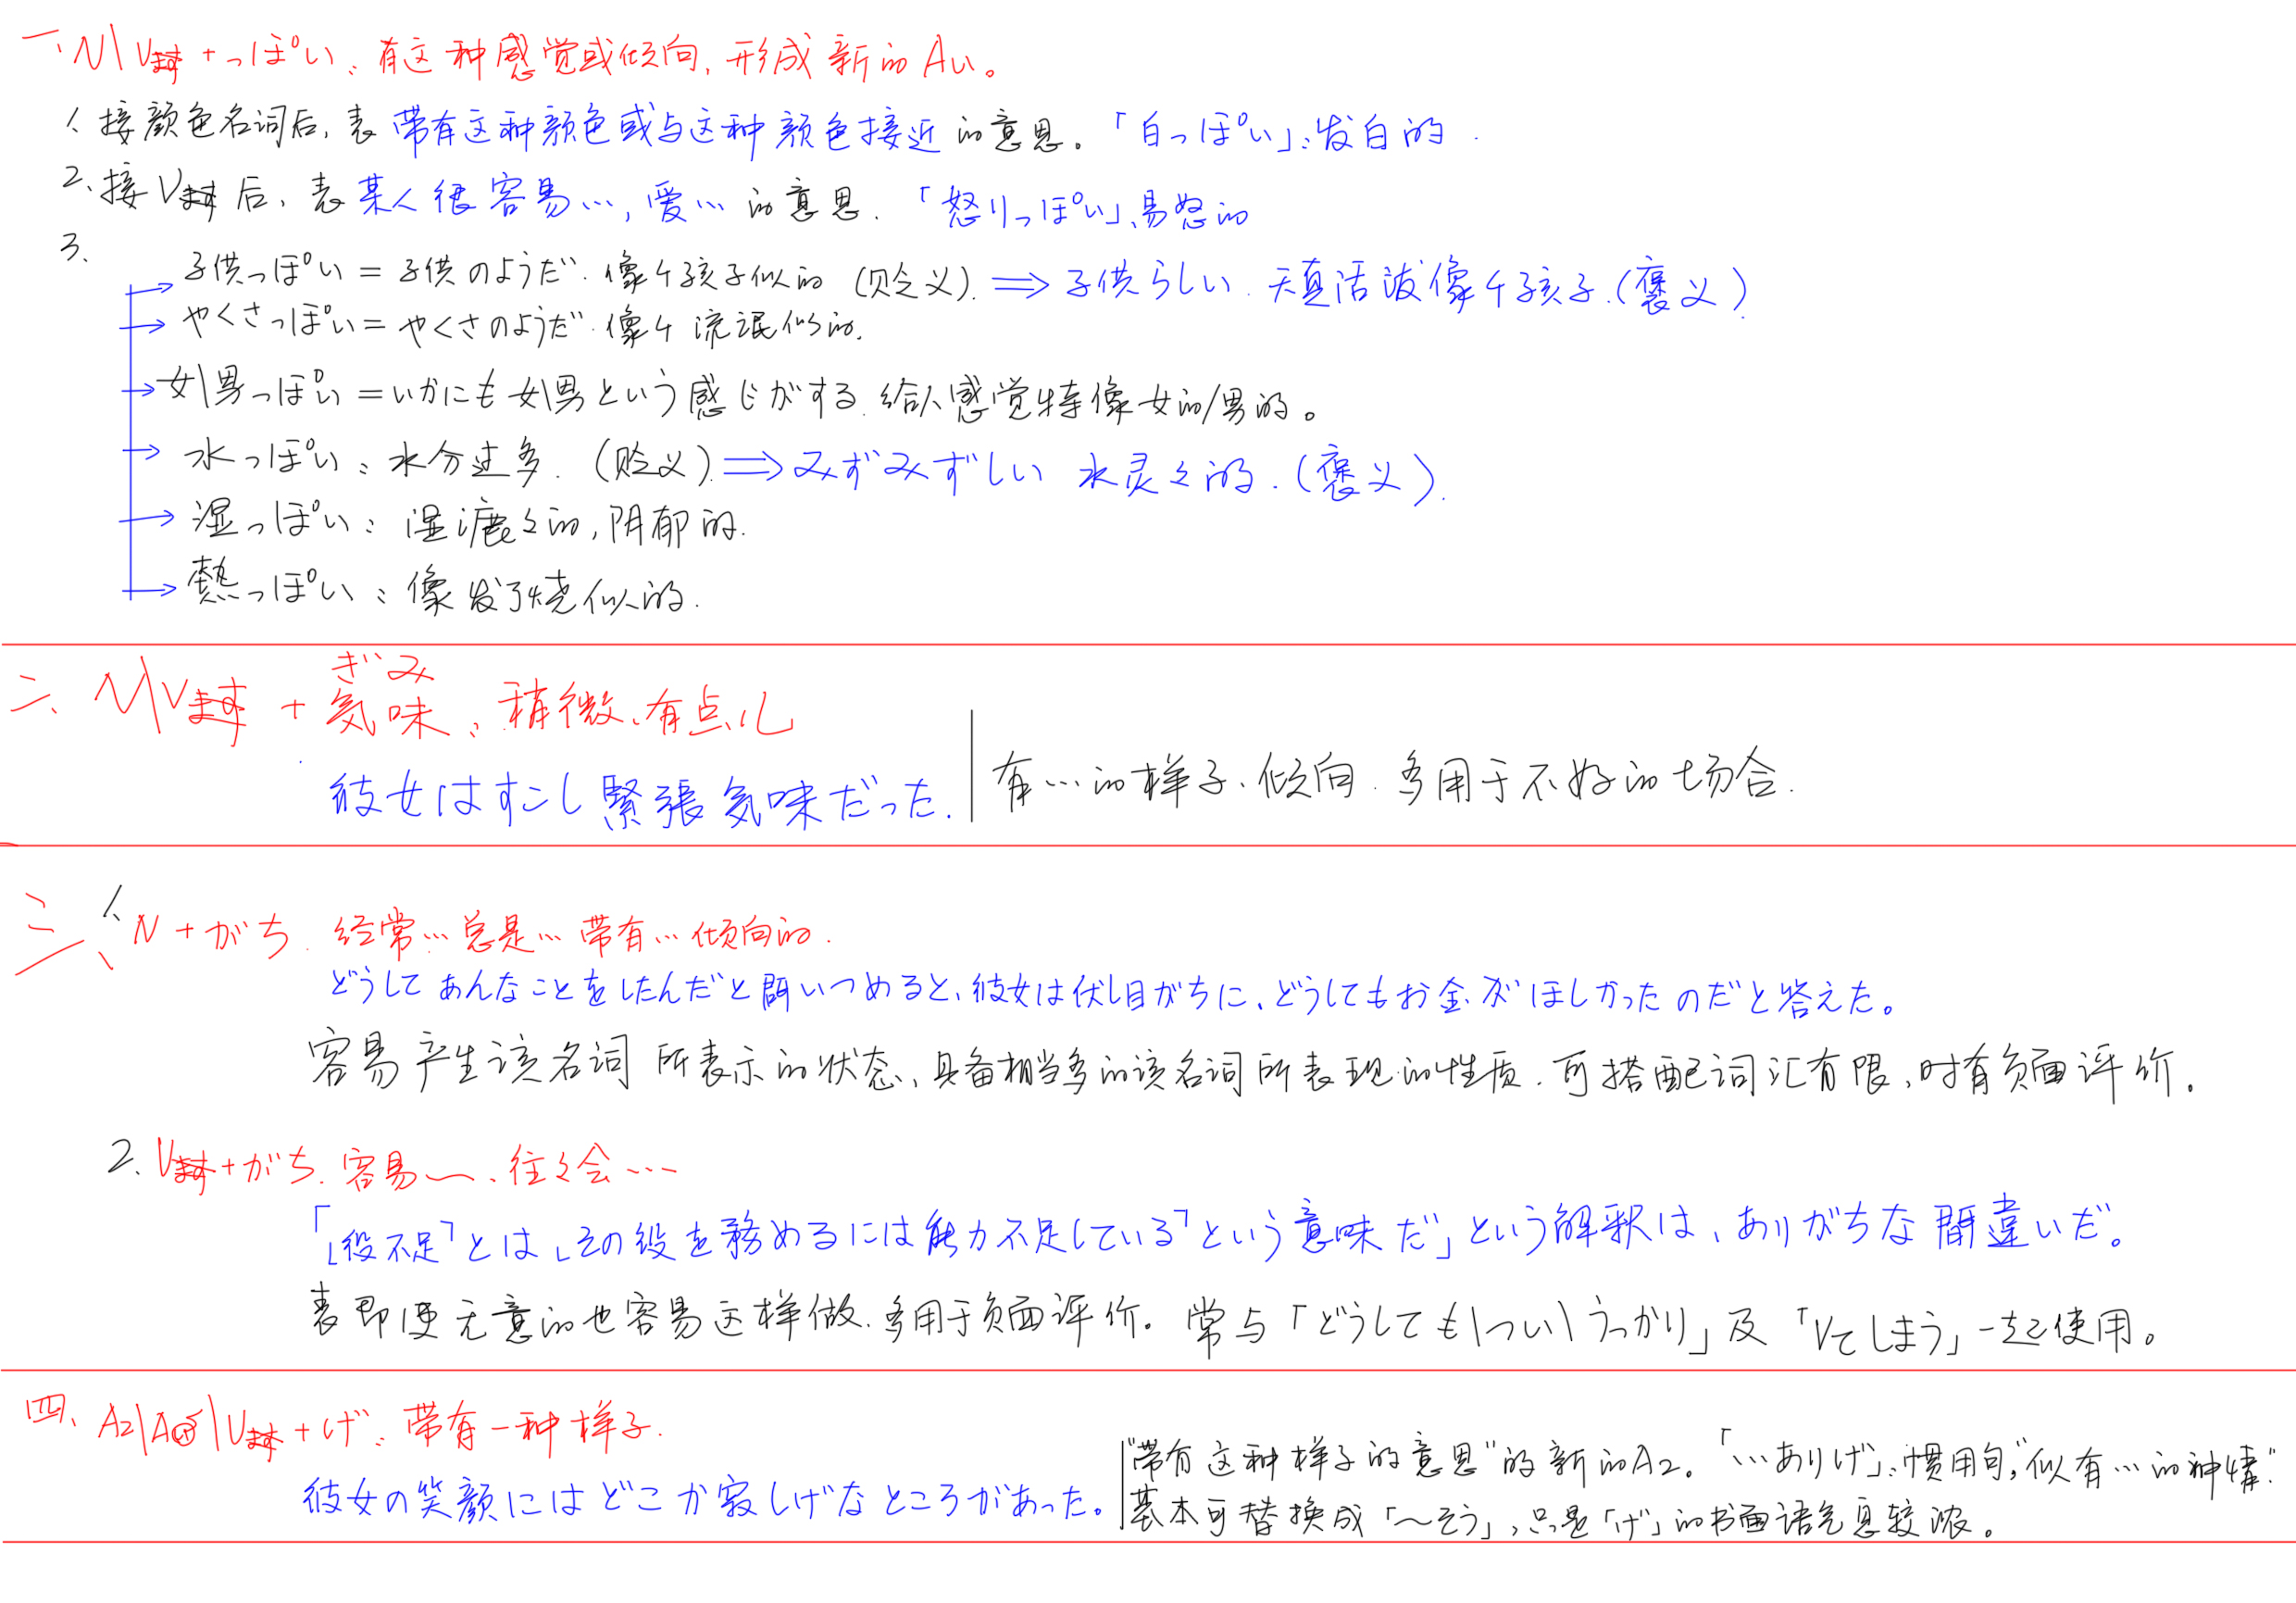 一、N|Vます+っぽい:有这种感觉或倾向,形成新的Aい。
1、接颜色名词后,表带有这种颜色或与这种颜色接近的意思。「白っぽい」:发白的.
2、接Vます后,表某人很容易…,爱…的意思.「怒りっぽい」、易怒的
3、
子供っぽい=子供のようだ.像个孩子似的(贬义).⇒子供らしい.天真活泼像个孩子.(褒义).
やくさっぽい=やくさのようだ.像个流氓似的.
女|男っぽい=いかにも女|男という感じがする.给人感觉特像女的/男的。
水っぽい:水分过多.(贬义).⇒みずみずしい 水灵々的.(褒义).
湿っぽい:湿漉々的,阴郁的.
熱っぽい:像发了烧似的.
ぎみ
二、N|Vます+気味:稍微、有点儿
彼女はすこし緊張気味だった.
有…的样子、倾向.多用于不好的场合.
三、1、N+がち.经常…总是…带有…倾向的.
どうしてあんなことをしたんだと問いつめると、彼女は伏し目がちに、どうしてもお金がほしかったのだと答えた。
容易产生该名词所表示的状态、具备相当多的该名词所表现的性质.可搭配词汇有限、时有负面评价。
2.Vます+がち.容易~、往々会…
「「役不足」とは「その役を務めるには能力不足している」という意味だ」という解釈は、ありがちな間違いだ。
表即使无意的也容易这样做.多用于负面评价。常与「どうしても|つい|うっかり」及「Vてしまう」一起使用。
四、A2|Aい|Vます+げ:带有一种样子.
彼女の笑顔にはどこか寂しげなところがあった。
"带有这种样子的意思"的新的A2。「…ありげ」:惯用句,"似有…的神情".
基本可替换成「~そう」,只是「げ」的书面语气息较浓。